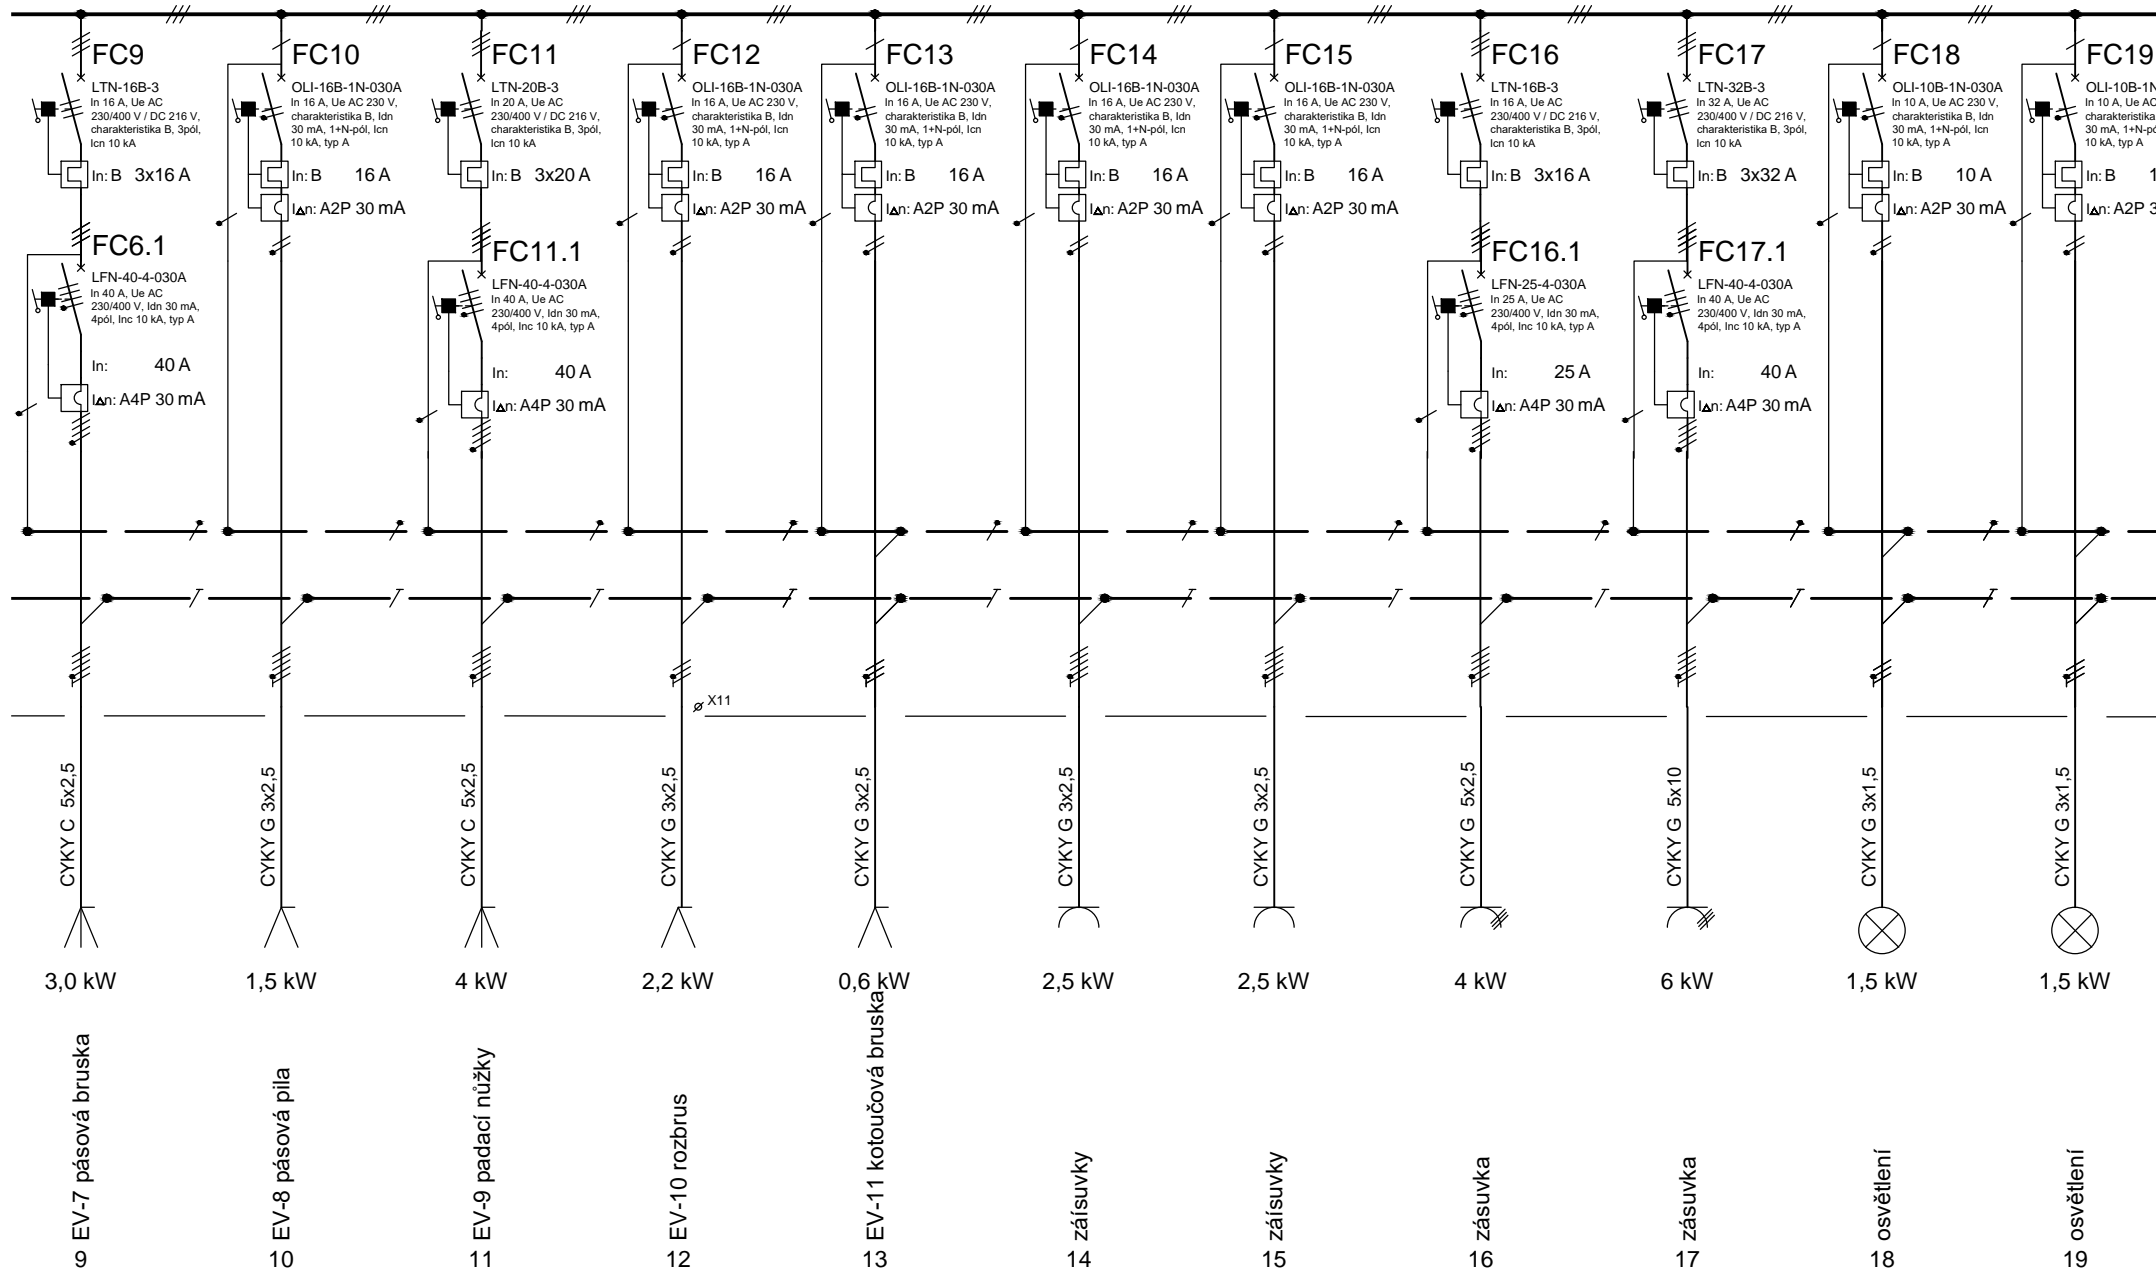 FC9
LTN-16B-3
In 16 A, Ue AC
230/400 V / DC 216 V,
charakteristika B, 3pól,
Icn 10 kA
In: B 3x16 A
FC6.1
LFN-40-4-030A
In 40 A, Ue AC
230/400 V, Idn 30 mA,
4pól, Inc 10 kA, typ A
In: 40 A
IΔn: A4P 30 mA
CYKY C 5x2,5
3,0 kW
EV-7 pásová bruska
9
FC10
OLI-16B-1N-030A
In 16 A, Ue AC 230 V,
charakteristika B, Idn
30 mA, 1+N-pól, Icn
10 kA, typ A
In: B 16 A
IΔn: A2P 30 mA
CYKY G 3x2,5
1,5 kW
EV-8 pásová pila
10
FC11
LTN-20B-3
In 20 A, Ue AC
230/400 V / DC 216 V,
charakteristika B, 3pól,
Icn 10 kA
In: B 3x20 A
FC11.1
LFN-40-4-030A
In 40 A, Ue AC
230/400 V, Idn 30 mA,
4pól, Inc 10 kA, typ A
In: 40 A
IΔn: A4P 30 mA
CYKY C 5x2,5
4 kW
EV-9 padací nůžky
11
FC12
OLI-16B-1N-030A
In 16 A, Ue AC 230 V,
charakteristika B, Idn
30 mA, 1+N-pól, Icn
10 kA, typ A
In: B 16 A
IΔn: A2P 30 mA
X11
CYKY G 3x2,5
2,2 kW
EV-10 rozbrus
12
FC13
OLI-16B-1N-030A
In 16 A, Ue AC 230 V,
charakteristika B, Idn
30 mA, 1+N-pól, Icn
10 kA, typ A
In: B 16 A
IΔn: A2P 30 mA
CYKY G 3x2,5
0,6 kW
EV-11 kotoučová bruska
13
FC14
OLI-16B-1N-030A
In 16 A, Ue AC 230 V,
charakteristika B, Idn
30 mA, 1+N-pól, Icn
10 kA, typ A
In: B 16 A
IΔn: A2P 30 mA
CYKY G 3x2,5
2,5 kW
záísuvky
14
FC15
OLI-16B-1N-030A
In 16 A, Ue AC 230 V,
charakteristika B, Idn
30 mA, 1+N-pól, Icn
10 kA, typ A
In: B 16 A
IΔn: A2P 30 mA
CYKY G 3x2,5
2,5 kW
záísuvky
15
FC16
LTN-16B-3
In 16 A, Ue AC
230/400 V / DC 216 V,
charakteristika B, 3pól,
Icn 10 kA
In: B 3x16 A
FC16.1
LFN-25-4-030A
In 25 A, Ue AC
230/400 V, Idn 30 mA,
4pól, Inc 10 kA, typ A
In: 25 A
IΔn: A4P 30 mA
CYKY G 5x2,5
4 kW
zásuvka
16
FC17
LTN-32B-3
In 32 A, Ue AC
230/400 V / DC 216 V,
charakteristika B, 3pól,
Icn 10 kA
In: B 3x32 A
FC17.1
LFN-40-4-030A
In 40 A, Ue AC
230/400 V, Idn 30 mA,
4pól, Inc 10 kA, typ A
In: 40 A
IΔn: A4P 30 mA
CYKY G 5x10
6 kW
zásuvka
17
FC18
OLI-10B-1N-030A
In 10 A, Ue AC 230 V,
charakteristika B, Idn
30 mA, 1+N-pól, Icn
10 kA, typ A
In: B 10 A
IΔn: A2P 30 mA
CYKY G 3x1,5
1,5 kW
osvětlení
18
FC19
OLI-10B-1N
In 10 A, Ue AC
charakteristika
30 mA, 1+N-pó
10 kA, typ A
In: B 1
IΔn: A2P 3
CYKY G 3x1,5
1,5 kW
osvětlení
19